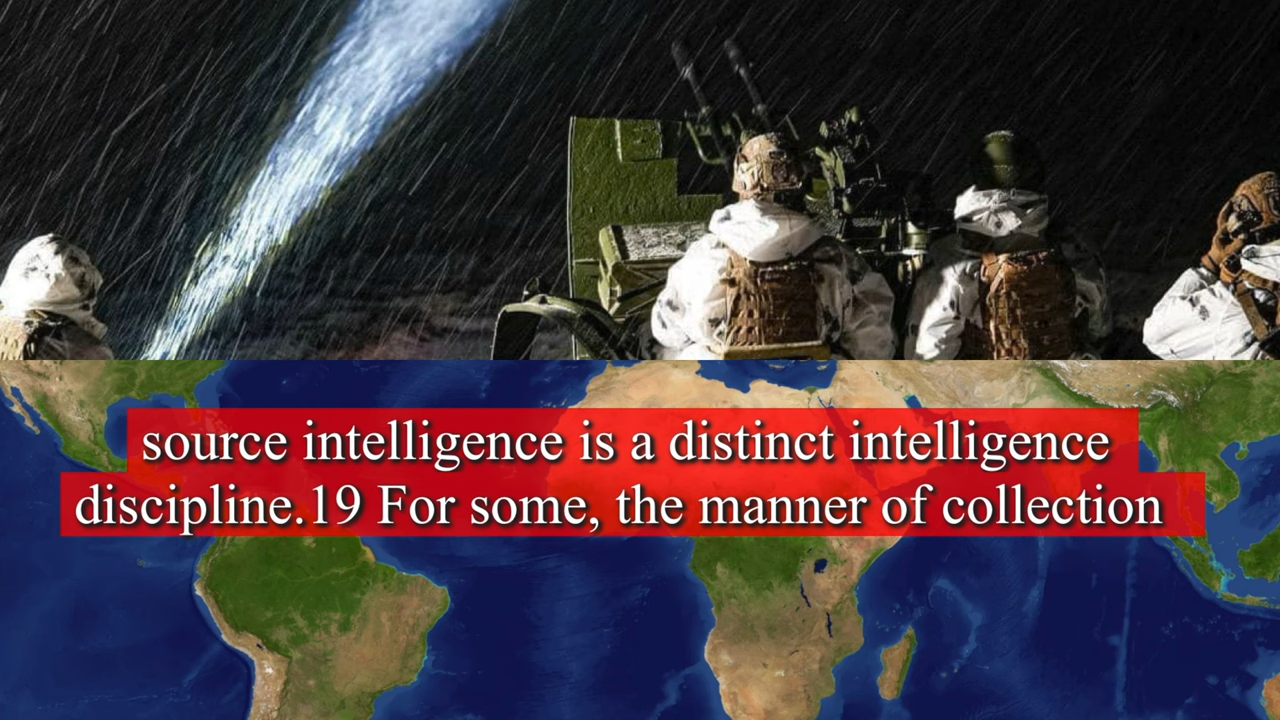 source intelligence is a distinct intelligence
discipline.19 For some, the manner of collection